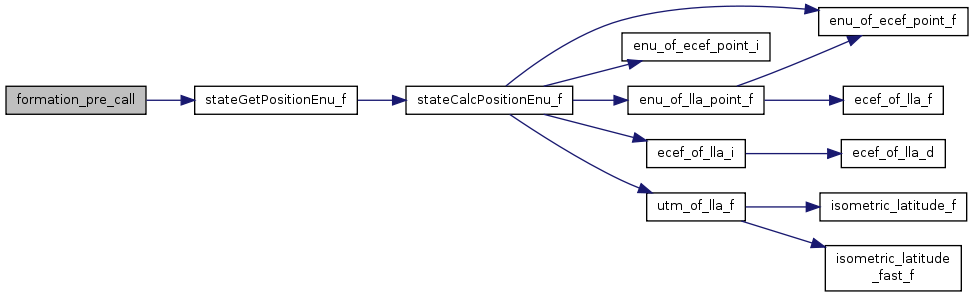 formation_pre_call
stateGetPositionEnu_f
stateCalcPositionEnu_f
enu_of_ecef_point_f
enu_of_ecef_point_i
enu_of_lla_point_f
ecef_of_lla_f
ecef_of_lla_i
ecef_of_lla_d
utm_of_lla_f
isometric_latitude_f
isometric_latitude
_fast_f